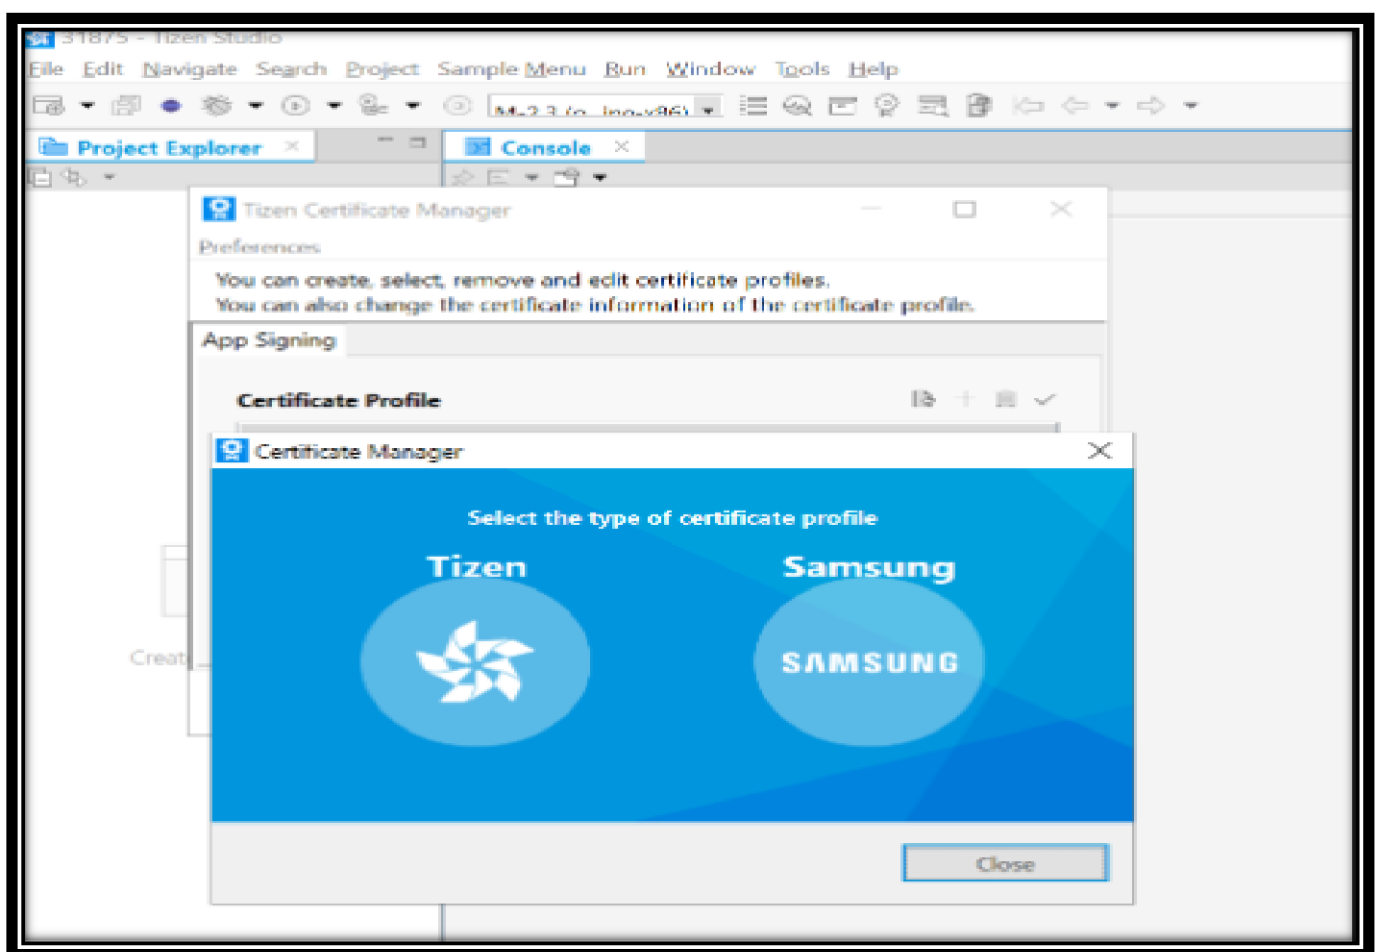 31875 - Tizen Studio
File Edit Navigate Search Project Sample Menu Run Window Tools Help
Project Explorer
Console
Tizen Certificate Manager
Preferences
You can create, select, remove and edit certificate profiles.
You can also change the certificate information of the certificate profile.
App Signing
Certificate Profile
Certificate Manager
Select the type of certificate profile
Tizen Samsung
SAMSUNG
Creat
Close